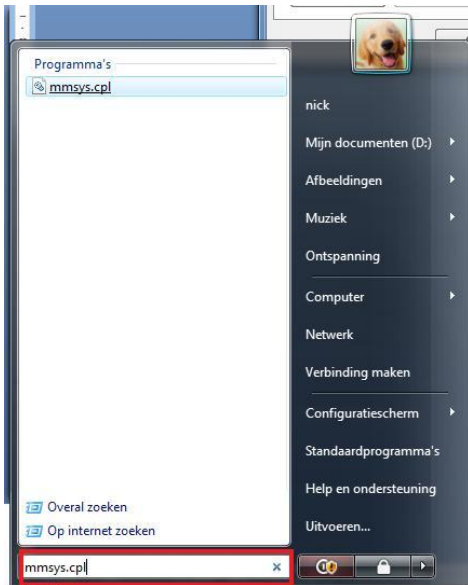 Programma's
mmsys.cpl
nick
Mijn documenten (D:)
Afbeeldingen
Muziek
Ontspanning
Computer
Netwerk
Verbinding maken
Configuratiescherm
Standaardprogramma's
Help en ondersteuning
Uitvoeren...
Overal zoeken
Op internet zoeken
mmsys.cpl